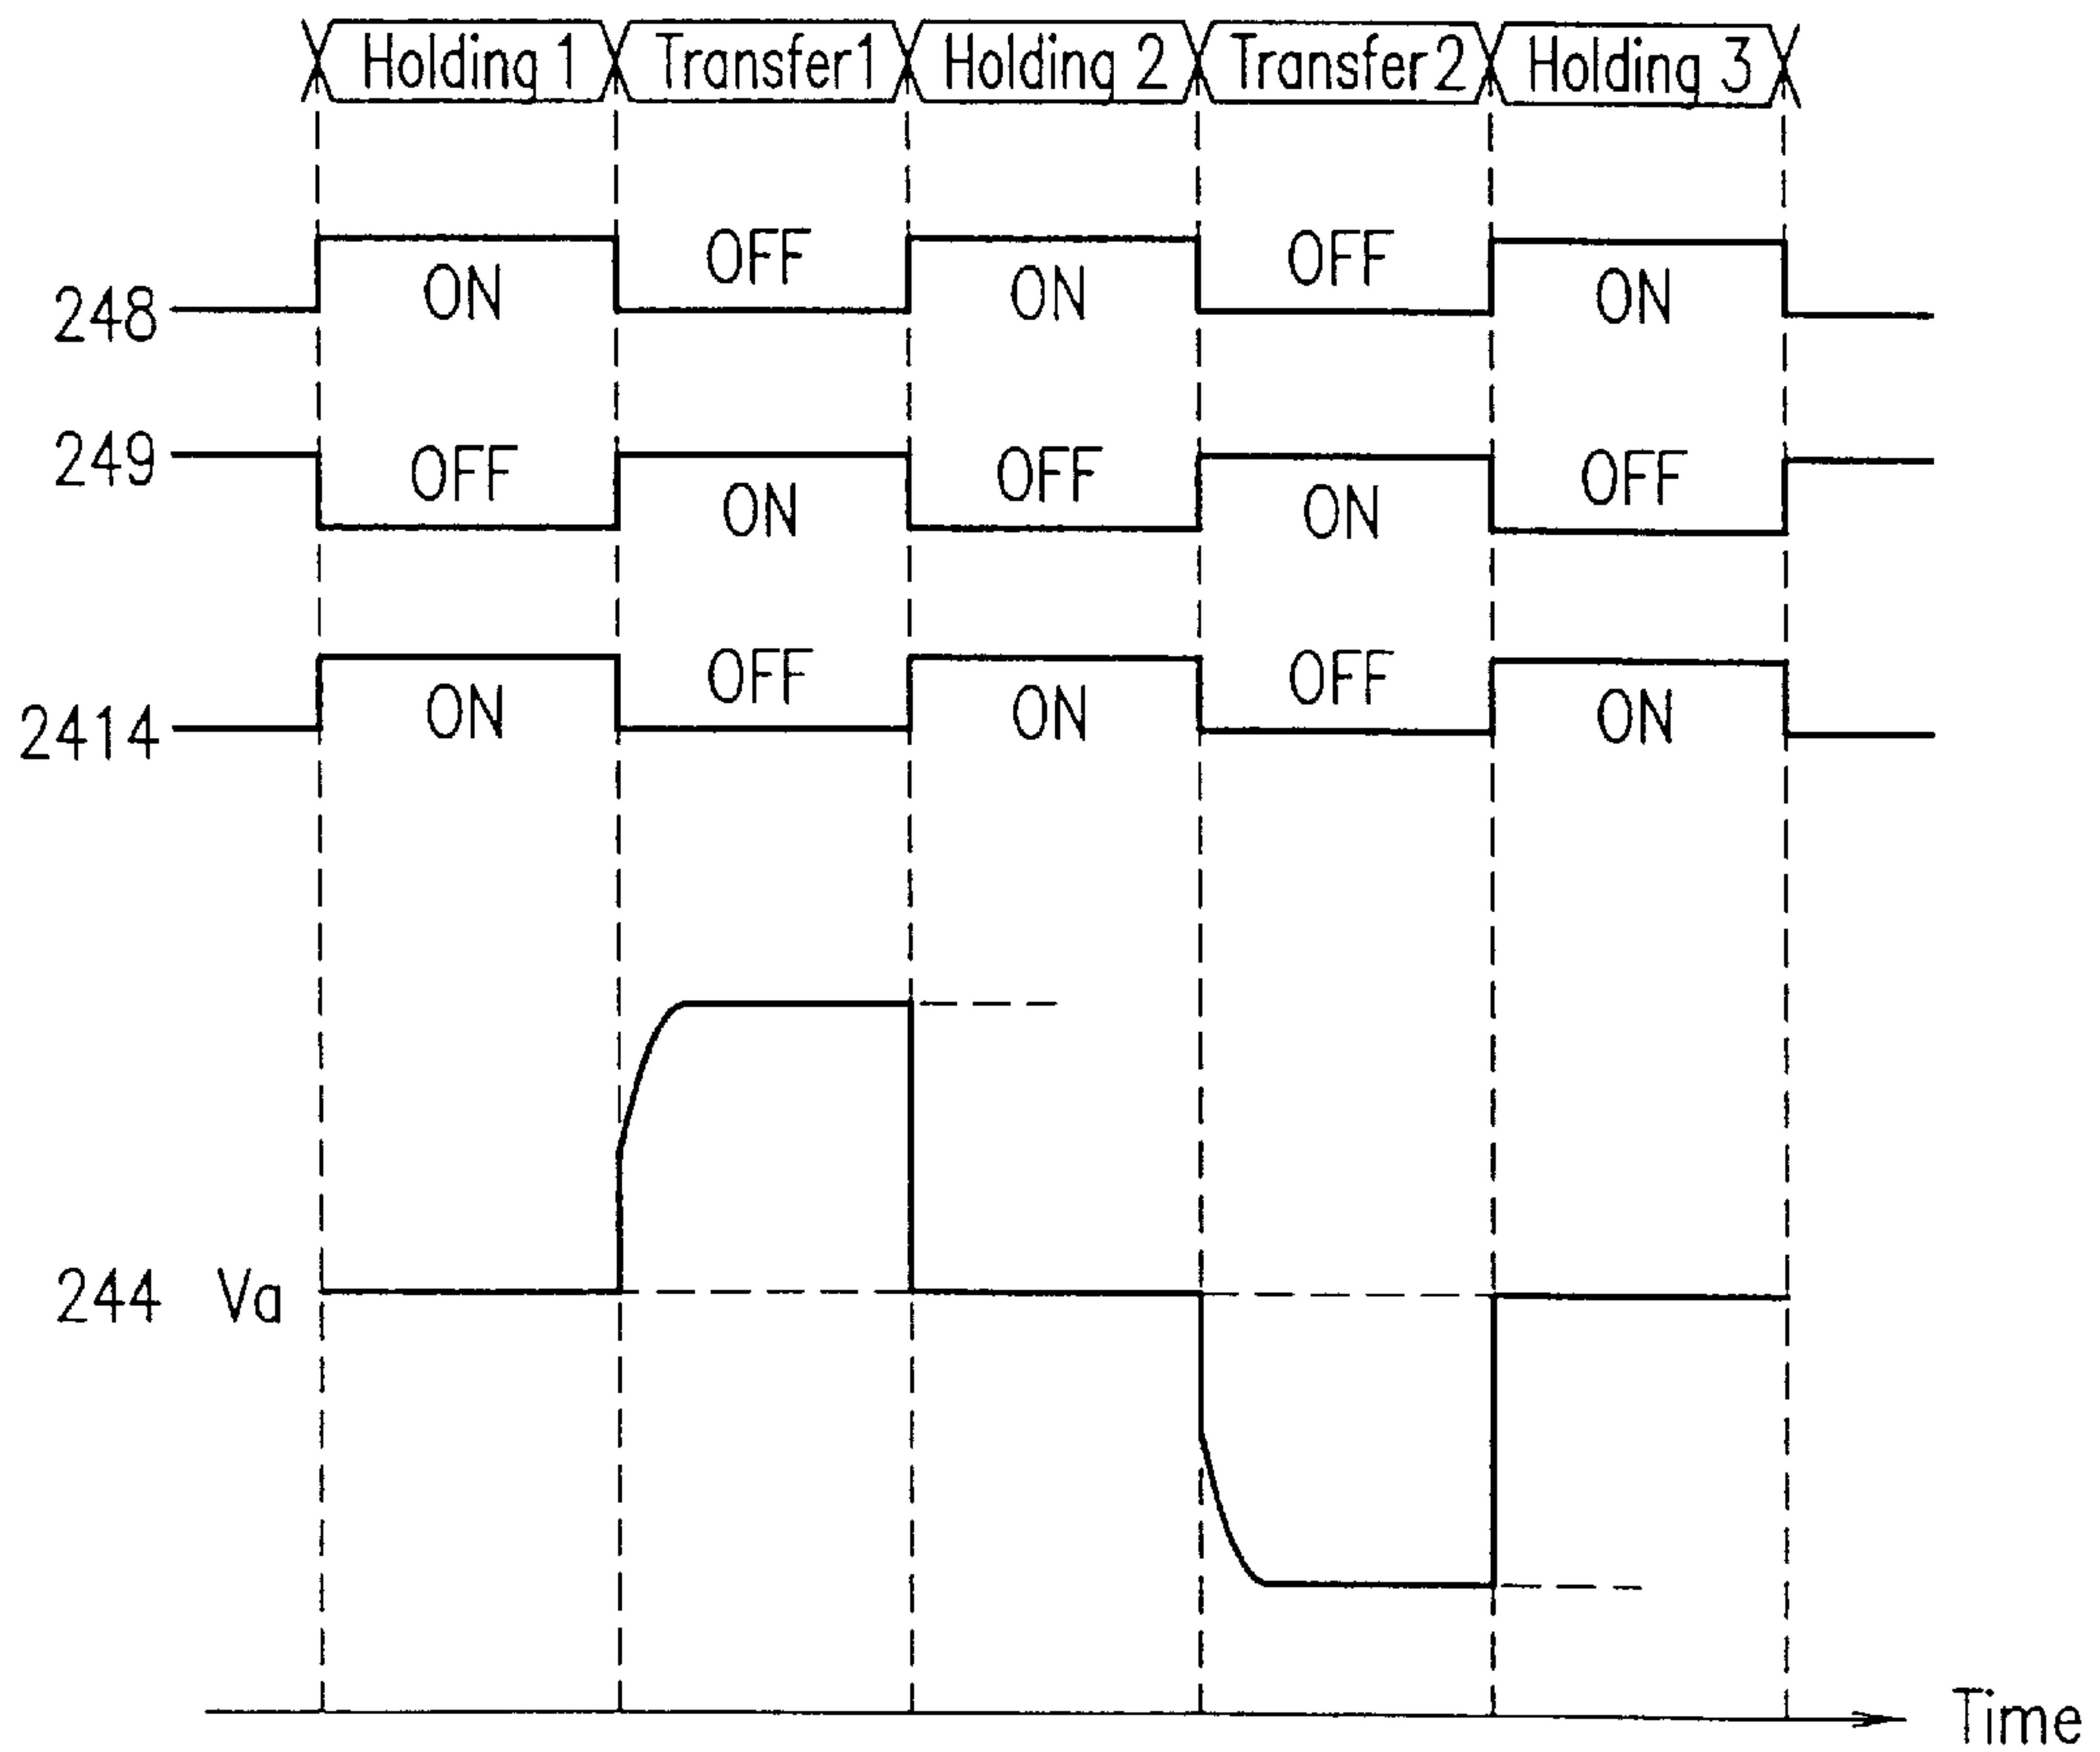 Holding 1 Transfer1 Holding 2 Transfer2 Holding 3
OFF OFF
248 ON ON ON
249 OFF OFF OFF
ON ON
OFF OFF
2414 ON ON ON
244 Va
Time